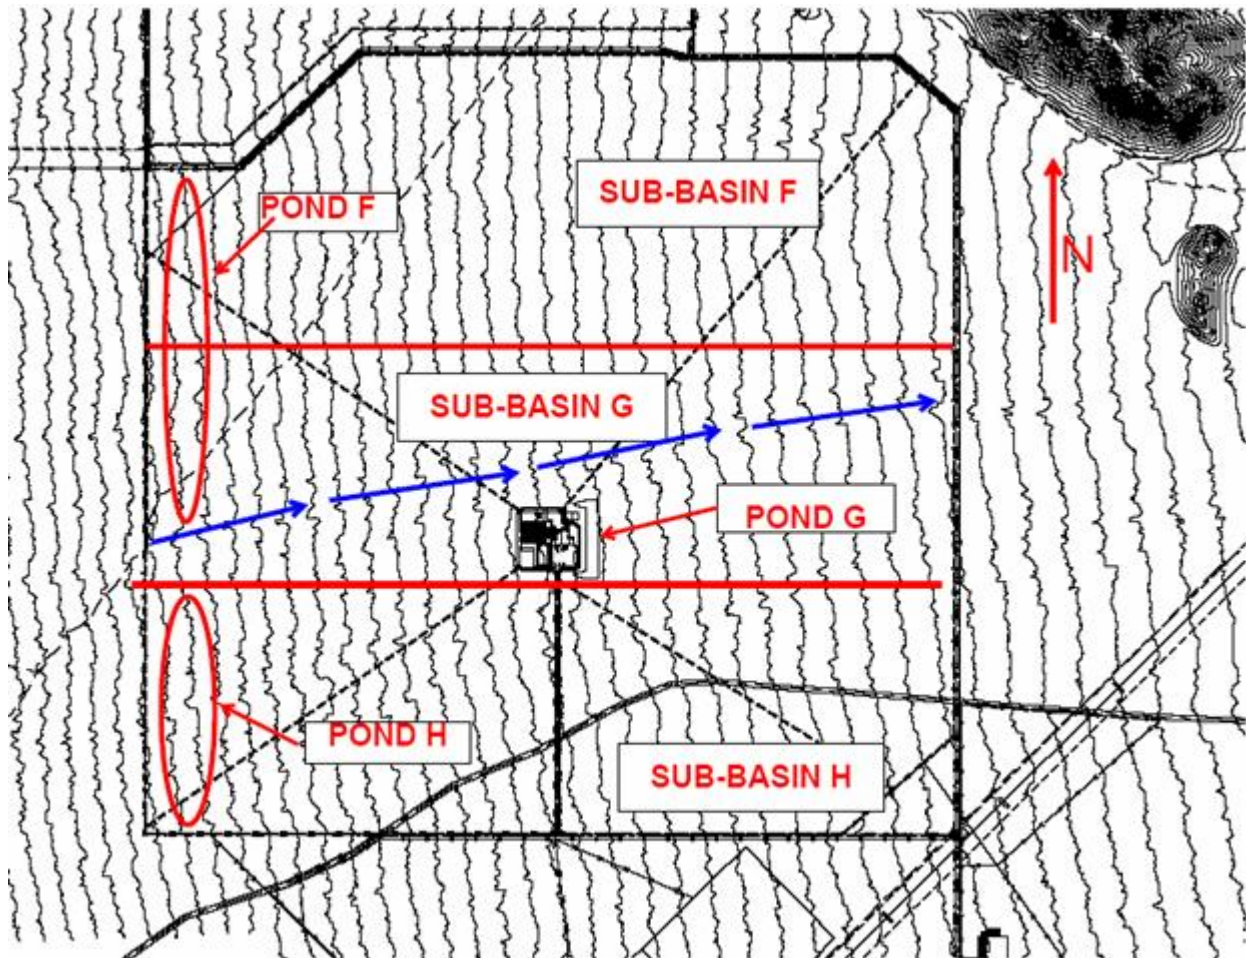 SUB-BASIN F
POND F
N
SUB-BASIN G
POND G
POND H
SUB-BASIN H